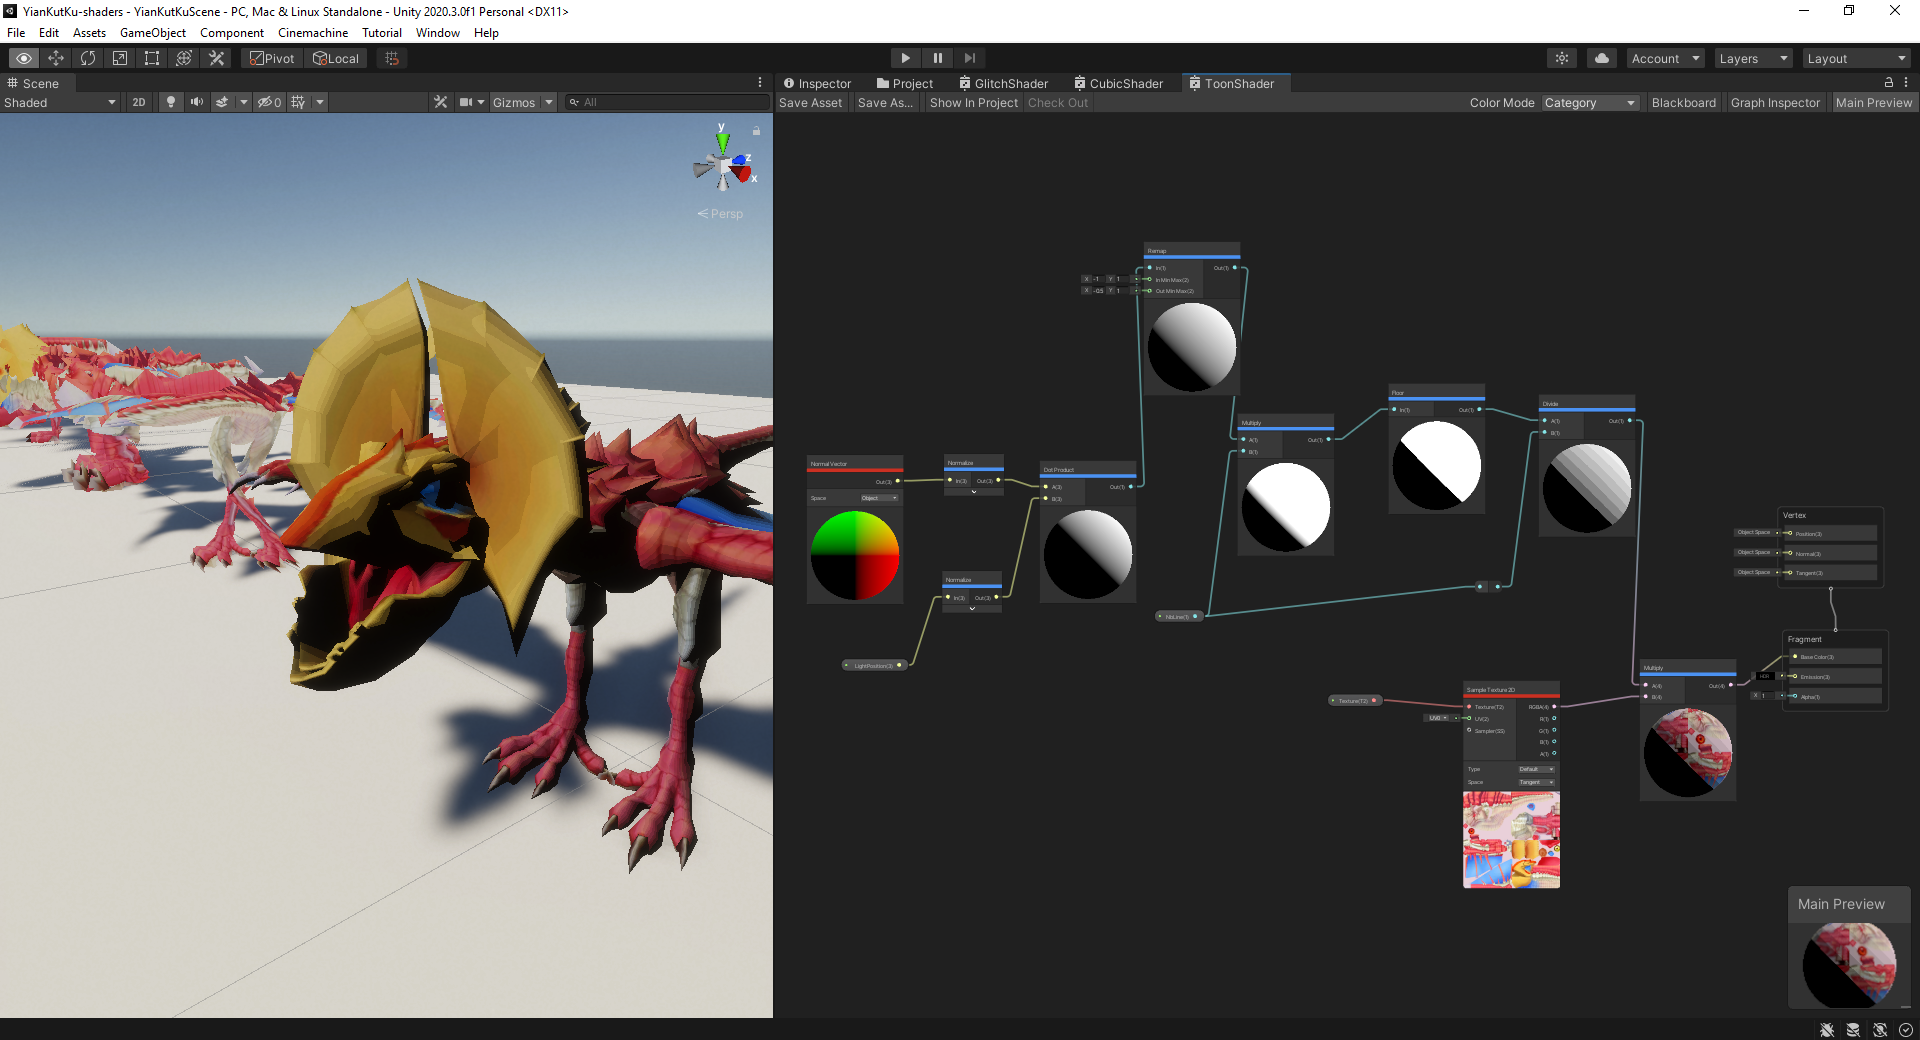 YianKutKu-shaders - YianKutKuScene - PC, Mac & Linux Standalone - Unity 2020.3.0f1 Personal <DX11>
File Edit Assets GameObject Component Cinemachine Tutorial Window Help
Pivot Local Account Layers Layout
Scene Inspector Project GlitchShader CubicShader ToonShader
Shaded 2D 0 Gizmos All Save Asset Save As... Show In Project Check Out Color Mode Category Blackboard Graph Inspector Main Preview
y
z
x
Persp
Remap
In(1) Out(1)
X -1 Y 1 In Min Max(2)
X -0.5 Y 1 Out Min Max(2)
Floor
In(1) Out(1)
Divide
A(1) Out(1)
B(1)
Multiply
A(1) Out(1)
B(1)
Normal Vector
Out(3)
Space Object
Normalize
In(3) Out(3)
Dot Product
A(3) Out(1)
B(3)
Normalize
In(3) Out(3)
NbLine(1)
LightPosition(3)
Vertex
Object Space Position(3)
Object Space Normal(3)
Object Space Tangent(3)
Fragment
Base Color(3)
HDR Emission(3)
X 1 Alpha(1)
Multiply
A(4) Out(4)
B(4)
Texture(T2)
Sample Texture 2D
Texture(T2) RGBA(4)
UV0 UV(2) R(1)
Sampler(SS) G(1)
B(1)
A(1)
Type Default
Space Tangent
Main Preview